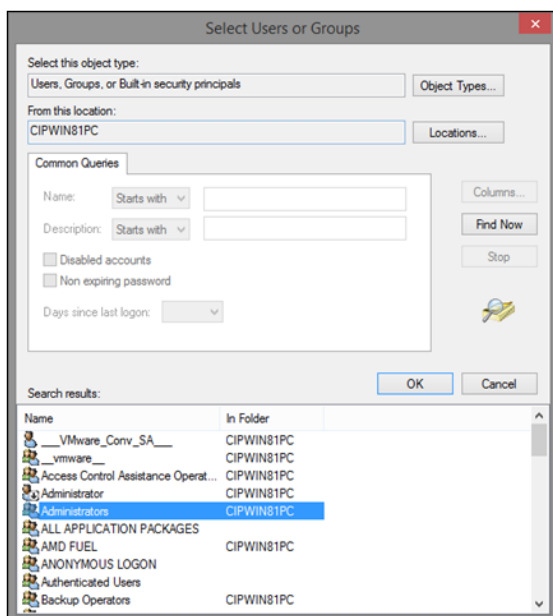 Select Users or Groups
Select this object type:
Users, Groups, or Built-in security principals
Object Types...
From this location:
CIPWIN81PC
Locations...
Common Queries
Name: Starts with
Columns...
Description: Starts with
Find Now
Disabled accounts
Stop
Non expiring password
Days since last logon:
OK Cancel
Search results:
Name In Folder
___VMware_Conv_SA___ CIPWIN81PC
__vmware__ CIPWIN81PC
Access Control Assistance Operat... CIPWIN81PC
Administrator CIPWIN81PC
Administrators CIPWIN81PC
ALL APPLICATION PACKAGES
AMD FUEL CIPWIN81PC
ANONYMOUS LOGON
Authenticated Users
Backup Operators CIPWIN81PC